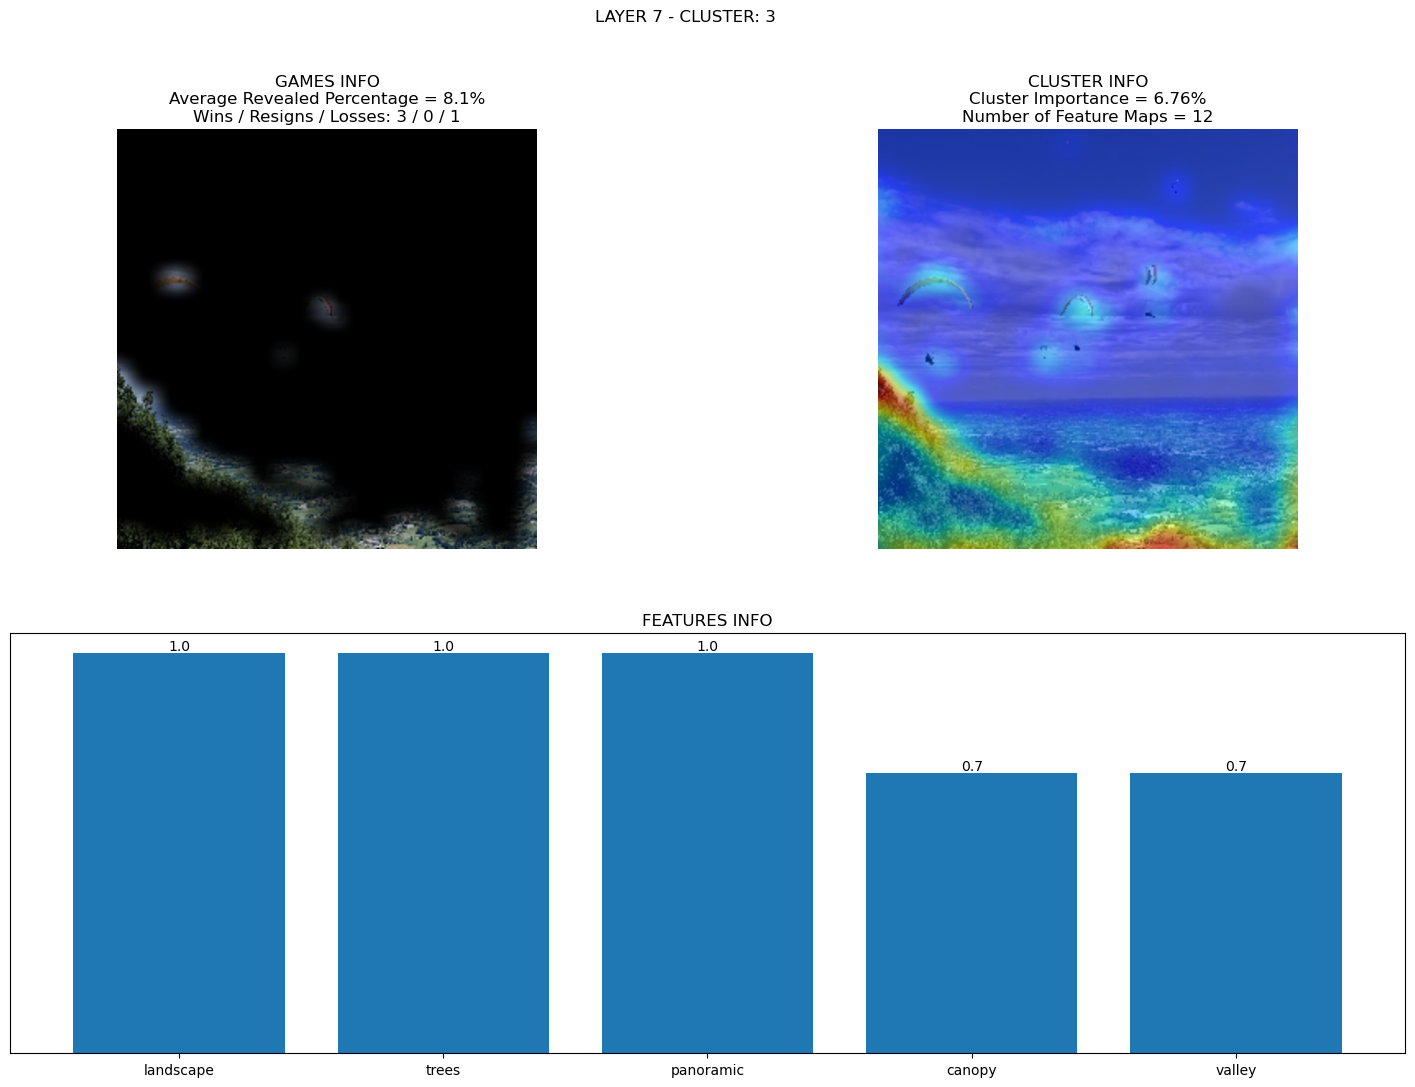 LAYER 7 - CLUSTER: 3
GAMES INFO
Average Revealed Percentage = 8.1%
Wins / Resigns / Losses: 3 / 0 / 1
CLUSTER INFO
Cluster Importance = 6.76%
Number of Feature Maps = 12
FEATURES INFO
1.0
1.0
1.0
0.7
0.7
landscape
trees
panoramic
canopy
valley